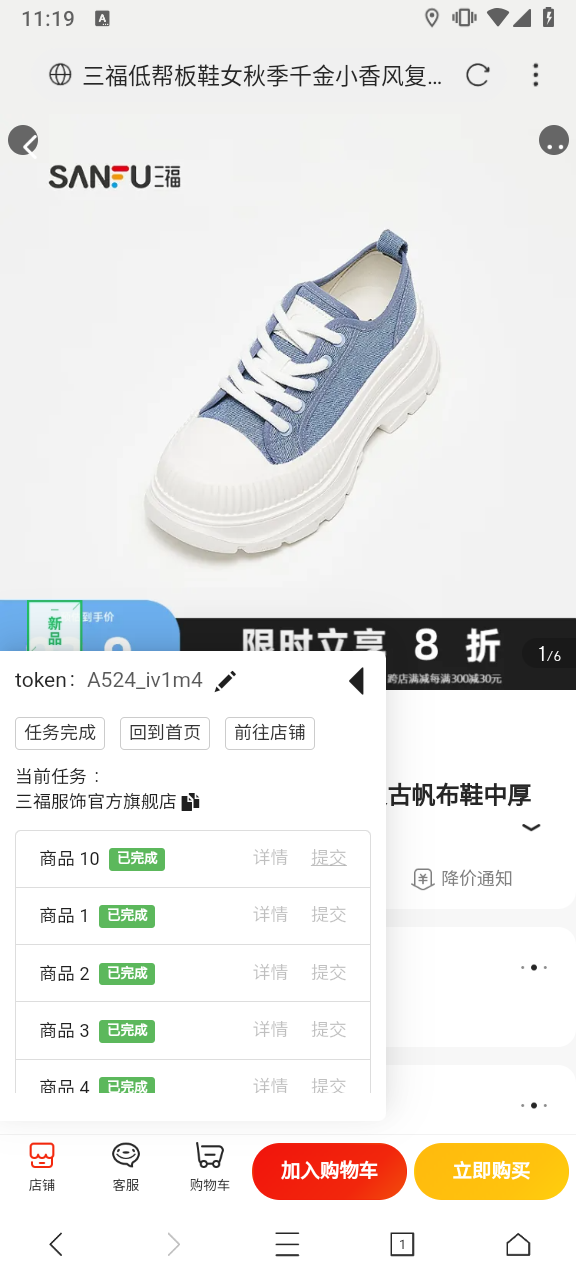 11:19
三福低帮板鞋女秋季千金小香风复...
SANFU三福
新品
到手价
限时立享 8 折
跨店满减每满300减30元
1/6
token： A524_iv1m4
任务完成 回到首页 前往店铺
当前任务：
三福服饰官方旗舰店
古帆布鞋中厚
降价通知
商品 10 已完成 详情 提交
商品 1 已完成 详情 提交
商品 2 已完成 详情 提交
商品 3 已完成 详情 提交
商品 4 已完成 详情 提交
店铺 客服 购物车 加入购物车 立即购买
1